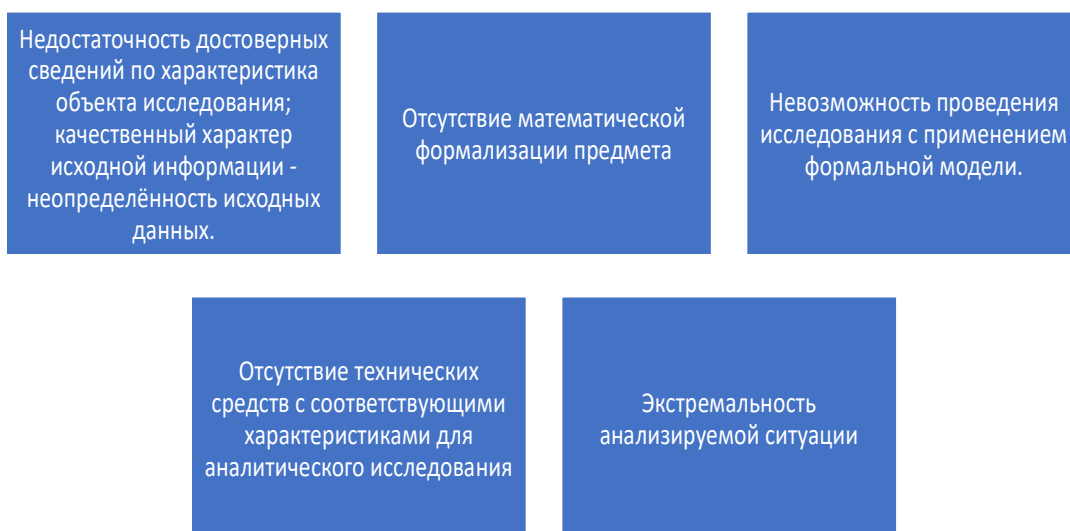 Недостаточность достоверных
сведений по характеристика
объекта исследования;
качественный характер
исходной информации -
неопределённость исходных
данных.
Отсутствие математической
формализации предмета
Невозможность проведения
исследования с применением
формальной модели.
Отсутствие технических
средств с соответствующими
характеристиками для
аналитического исследования
Экстремальность
анализируемой ситуации